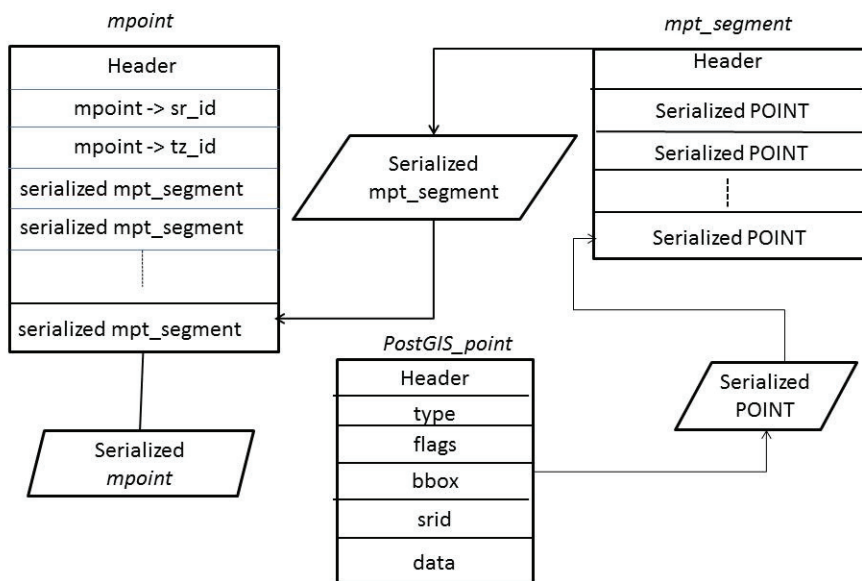 mpoint
Header
mpoint -> sr_id
mpoint -> tz_id
serialized mpt_segment
serialized mpt_segment
serialized mpt_segment
Serialized
mpoint
Serialized
mpt_segment
mpt_segment
Header
Serialized POINT
Serialized POINT
Serialized POINT
PostGIS_point
Header
type
flags
bbox
srid
data
Serialized
POINT